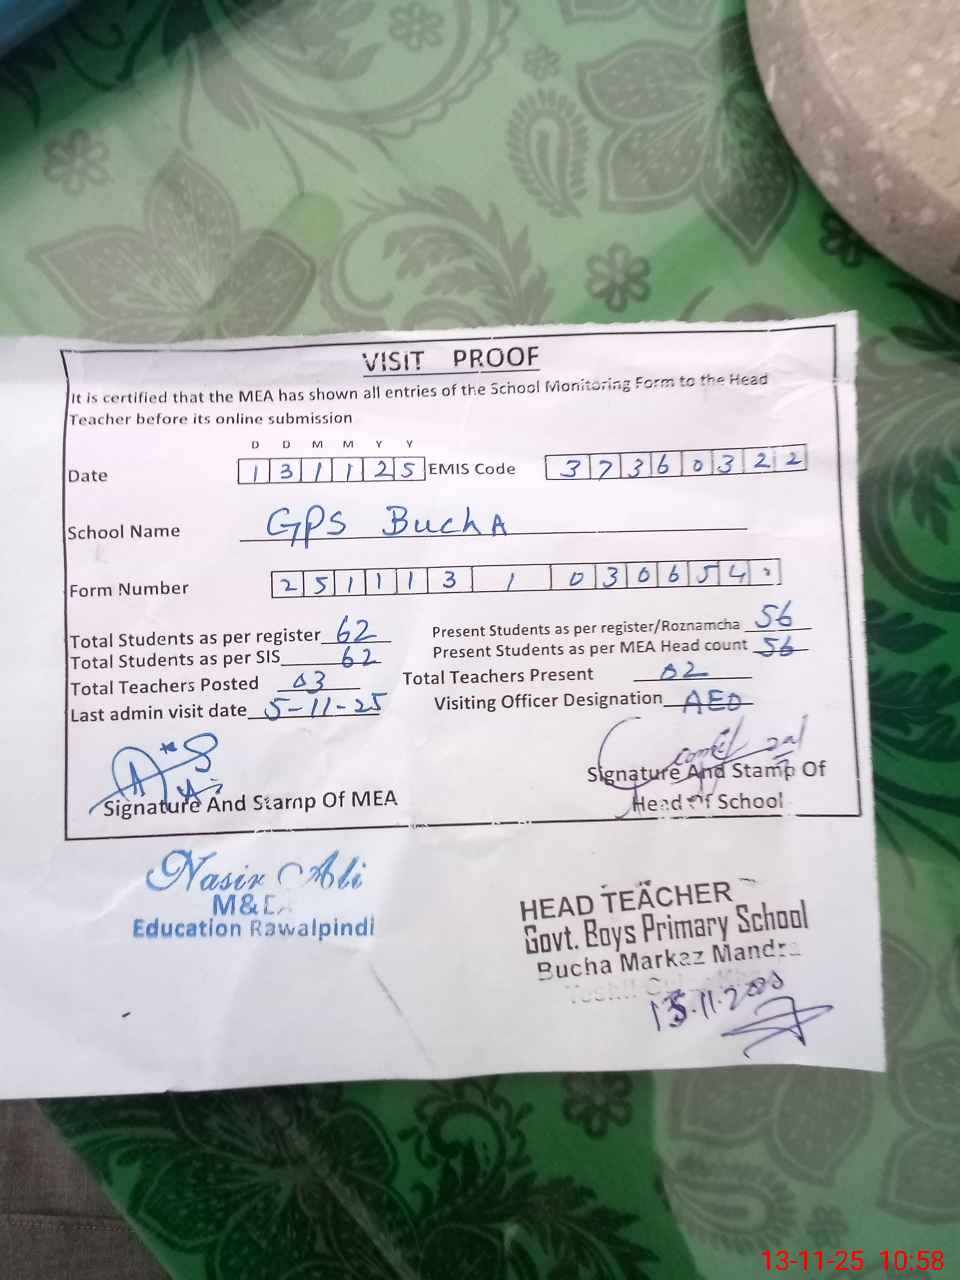 VISIT PROOF
It is certified that the MEA has shown all entries of the School Monitoring Form to the Head
Teacher before its online submission
D D M M Y Y
Date 1 3 1 1 2 5 EMIS Code 3 7 3 6 0 3 2 2
School Name GPS BuchA
Form Number 2 5 1 1 1 3 1 0 3 0 6 5 4
Total Students as per register 62 Present Students as per register/Roznamcha 56
Total Students as per SIS 62 Present Students as per MEA Head count 56
Total Teachers Posted 03 Total Teachers Present 02
Last admin visit date 5-11-25 Visiting Officer Designation AEO
Signature And Stamp Of MEA
Signature And Stamp Of
Head Of School
Nasir Ali
M&E
Education Rawalpindi
HEAD TEACHER
Govt. Boys Primary School
Bucha Markaz Mandra
13-11-25 10:58